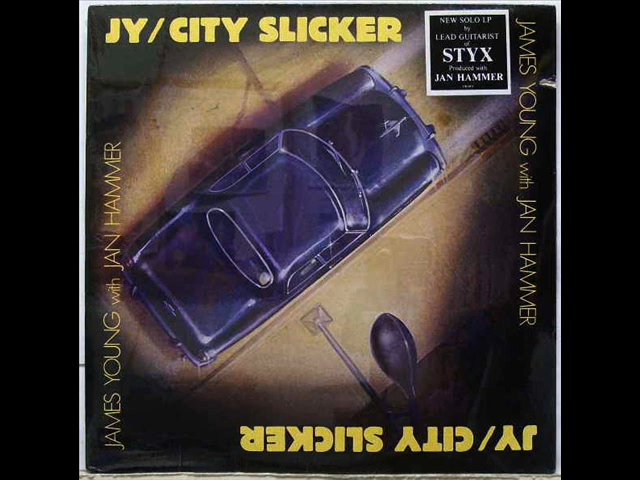 JY/CITY SLICKER
NEW SOLO LP
by
LEAD GUITARIST
of
STYX
Produced with
JAN HAMMER
JAMES YOUNG with JAN HAMMER
JAMES YOUNG with JAN HAMMER
JY/CITY SLICKER